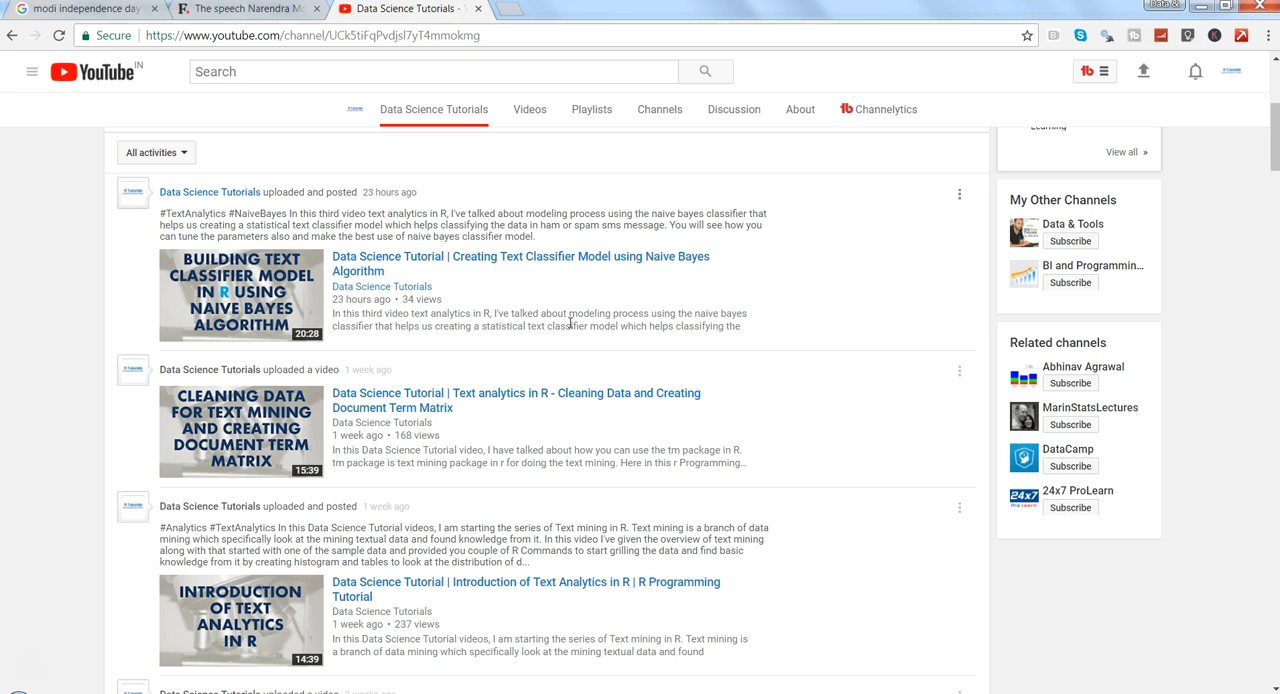 modi independence day
The speech Narendra Mo
Data Science Tutorials -
Data &
Secure
https://www.youtube.com/channel/UCk5tiFqPvdjsl7yT4mmokmg
YouTube IN
Search
Data Science Tutorials
Videos
Playlists
Channels
Discussion
About
Channelytics
All activities
View all »
Data Science Tutorials uploaded and posted 23 hours ago
#TextAnalytics #NaiveBayes In this third video text analytics in R, I've talked about modeling process using the naive bayes classifier that
helps us creating a statistical text classifier model which helps classifying the data in ham or spam sms message. You will see how you
can tune the parameters also and make the best use of naive bayes classifier model.
BUILDING TEXT
CLASSIFIER MODEL
IN R USING
NAIVE BAYES
ALGORITHM
20:28
Data Science Tutorial | Creating Text Classifier Model using Naive Bayes
Algorithm
Data Science Tutorials
23 hours ago • 34 views
In this third video text analytics in R, I've talked about modeling process using the naive bayes
classifier that helps us creating a statistical text classifier model which helps classifying the
Data Science Tutorials uploaded a video 1 week ago
CLEANING DATA
FOR TEXT MINING
AND CREATING
DOCUMENT TERM
MATRIX
15:39
Data Science Tutorial | Text analytics in R - Cleaning Data and Creating
Document Term Matrix
Data Science Tutorials
1 week ago • 168 views
In this Data Science Tutorial video, I have talked about how you can use the tm package in R.
tm package is text mining package in r for doing the text mining. Here in this r Programming...
Data Science Tutorials uploaded and posted 1 week ago
#Analytics #TextAnalytics In this Data Science Tutorial videos, I am starting the series of Text mining in R. Text mining is a branch of data
mining which specifically look at the mining textual data and found knowledge from it. In this video I've given the overview of text mining
along with that started with one of the sample data and provided you couple of R Commands to start grilling the data and find basic
knowledge from it by creating histogram and tables to look at the distribution of d...
INTRODUCTION
OF TEXT
ANALYTICS
IN R
14:39
Data Science Tutorial | Introduction of Text Analytics in R | R Programming
Tutorial
Data Science Tutorials
1 week ago • 237 views
In this Data Science Tutorial videos, I am starting the series of Text mining in R. Text mining is
a branch of data mining which specifically look at the mining textual data and found
Data Science Tutorials uploaded a video
My Other Channels
Data & Tools
Subscribe
BI and Programmin...
Subscribe
Related channels
Abhinav Agrawal
Subscribe
MarinStatsLectures
Subscribe
DataCamp
Subscribe
24x7 ProLearn
Subscribe